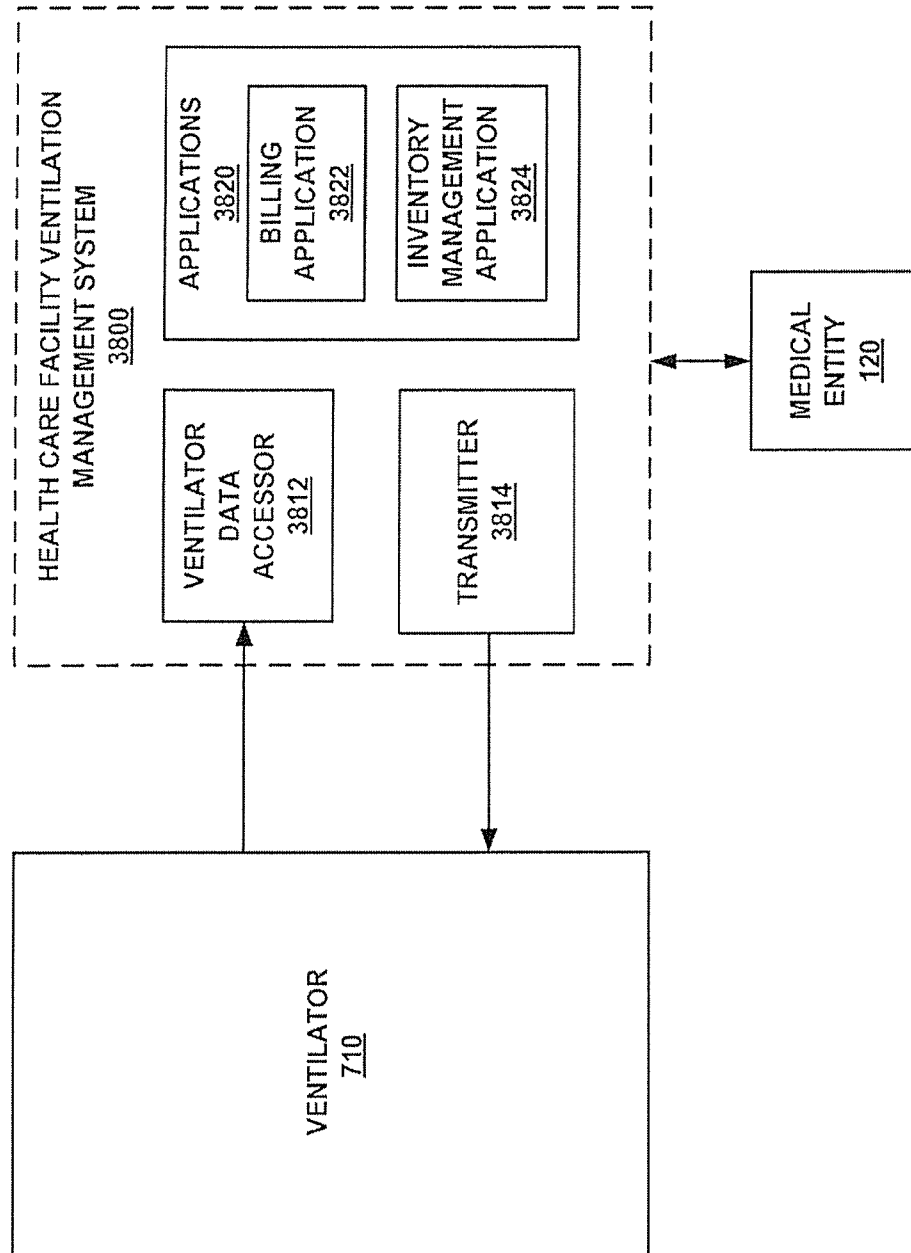 HEALTH CARE FACILITY VENTILATION
MANAGEMENT SYSTEM
3800
VENTILATOR
710
VENTILATOR
DATA
ACCESSOR
3812
TRANSMITTER
3814
APPLICATIONS
3820
BILLING
APPLICATION
3822
INVENTORY
MANAGEMENT
APPLICATION
3824
MEDICAL
ENTITY
120